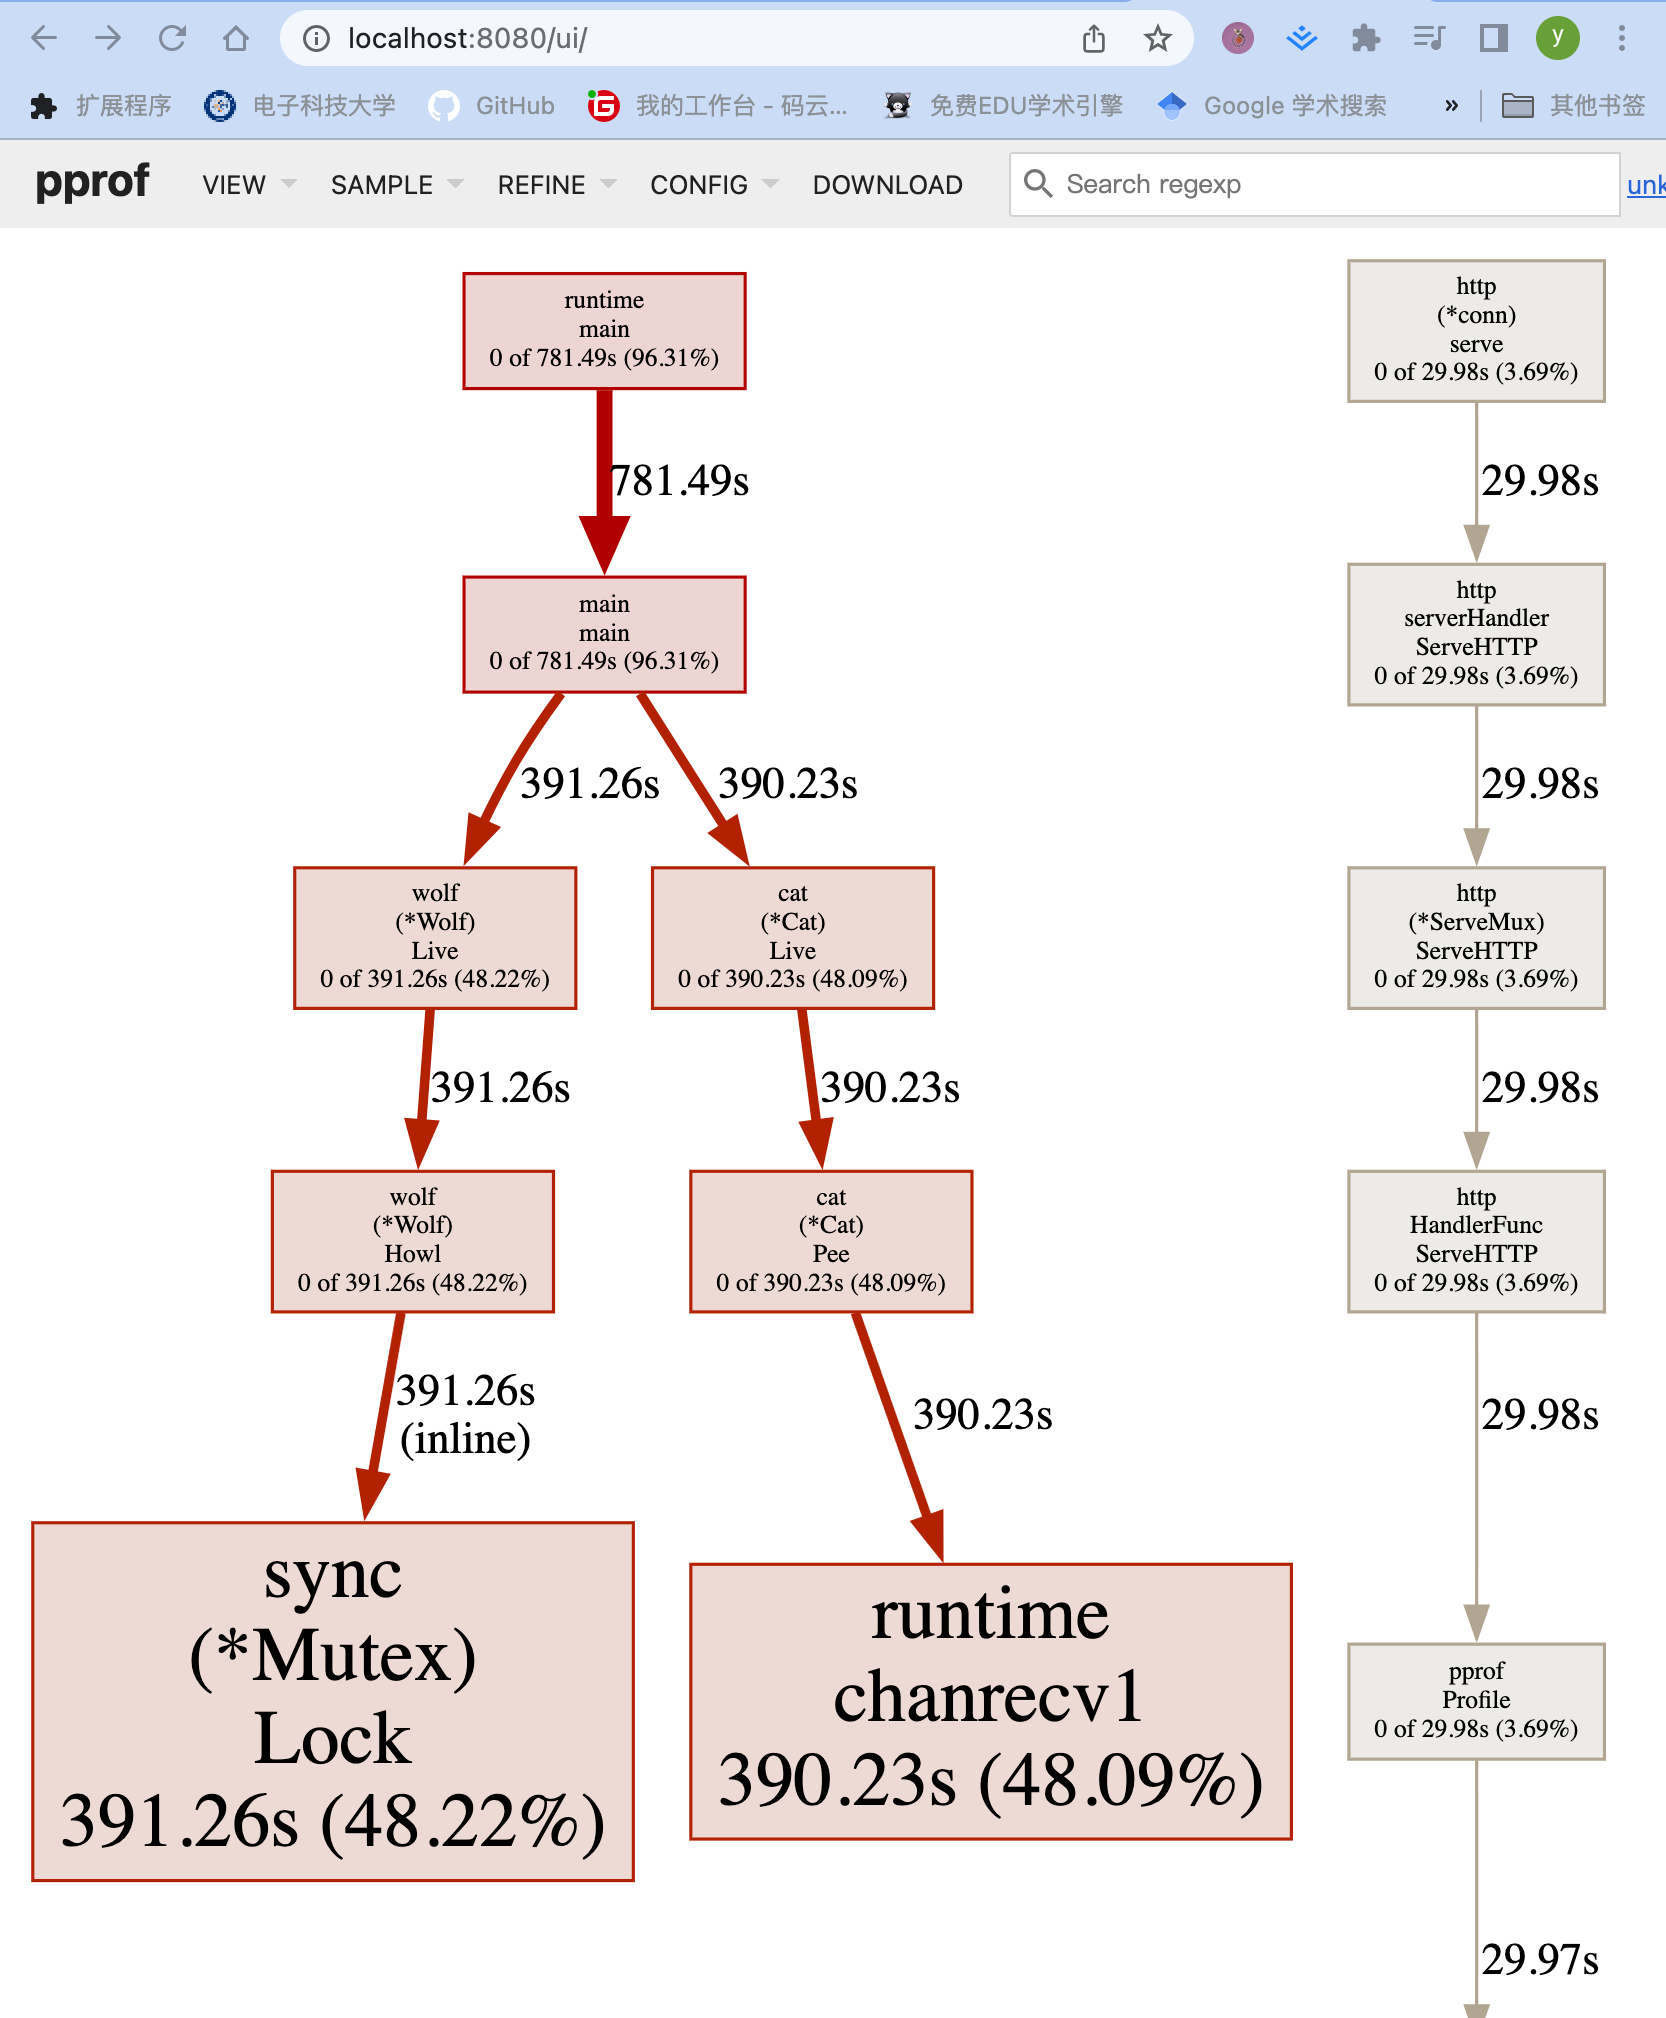 localhost:8080/ui/
y
扩展程序 电子科技大学 GitHub 我的工作台 - 码云... 免费EDU学术引擎 Google 学术搜索 » 其他书签
pprof VIEW SAMPLE REFINE CONFIG DOWNLOAD Search regexp unk
runtime
main
0 of 781.49s (96.31%)
781.49s
main
main
0 of 781.49s (96.31%)
391.26s
390.23s
wolf
(*Wolf)
Live
0 of 391.26s (48.22%)
cat
(*Cat)
Live
0 of 390.23s (48.09%)
391.26s
390.23s
wolf
(*Wolf)
Howl
0 of 391.26s (48.22%)
cat
(*Cat)
Pee
0 of 390.23s (48.09%)
391.26s
(inline)
390.23s
sync
(*Mutex)
Lock
391.26s (48.22%)
runtime
chanrecv1
390.23s (48.09%)
http
(*conn)
serve
0 of 29.98s (3.69%)
29.98s
http
serverHandler
ServeHTTP
0 of 29.98s (3.69%)
29.98s
http
(*ServeMux)
ServeHTTP
0 of 29.98s (3.69%)
29.98s
http
HandlerFunc
ServeHTTP
0 of 29.98s (3.69%)
29.98s
pprof
Profile
0 of 29.98s (3.69%)
29.97s